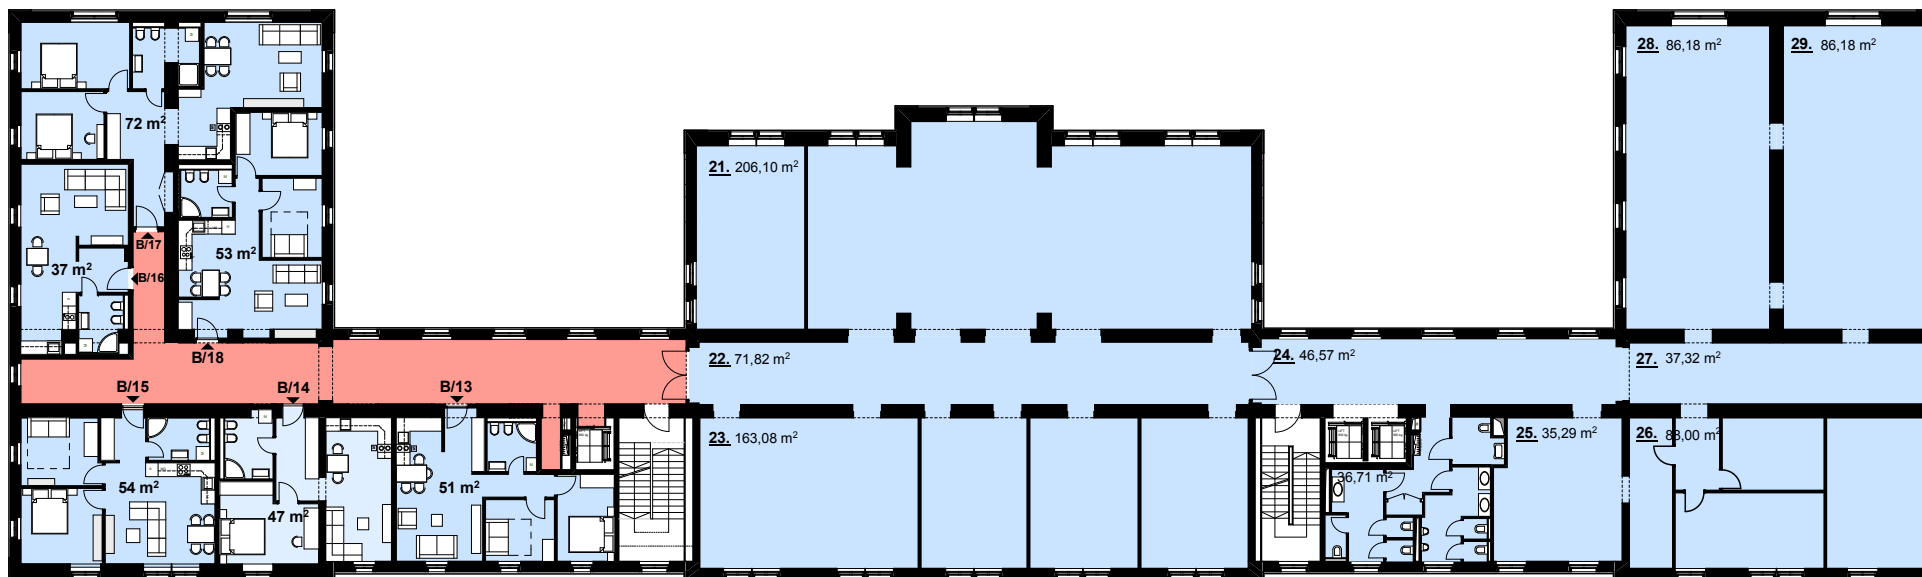 28. 86,18 m²
29. 86,18 m²
72 m²
21. 206,10 m²
B/17
53 m²
37 m²
B/16
B/18
22. 71,82 m²
24. 46,57 m²
27. 37,32 m²
B/15
B/14
B/13
23. 163,08 m²
25. 35,29 m²
26. 88,00 m²
36,71 m²
54 m²
51 m²
47 m²